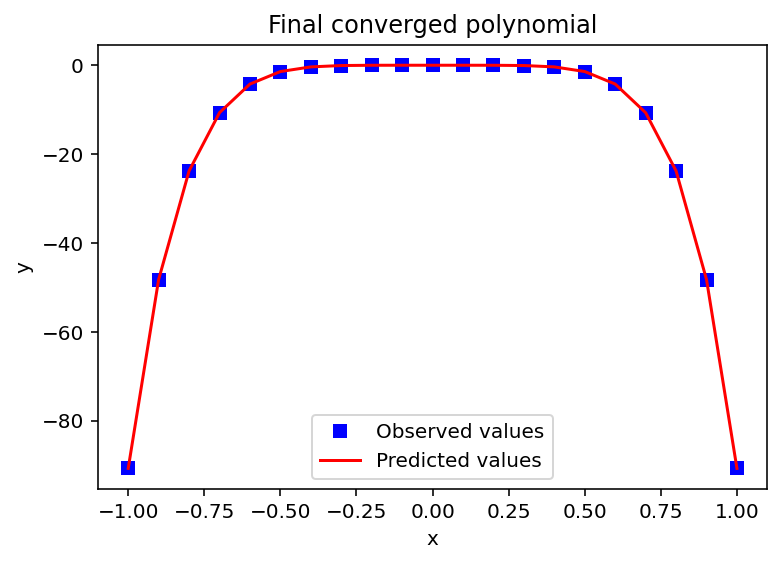 Final converged polynomial
y
0
−20
−40
−60
−80
Observed values
Predicted values
−1.00 −0.75 −0.50 −0.25 0.00 0.25 0.50 0.75 1.00
x